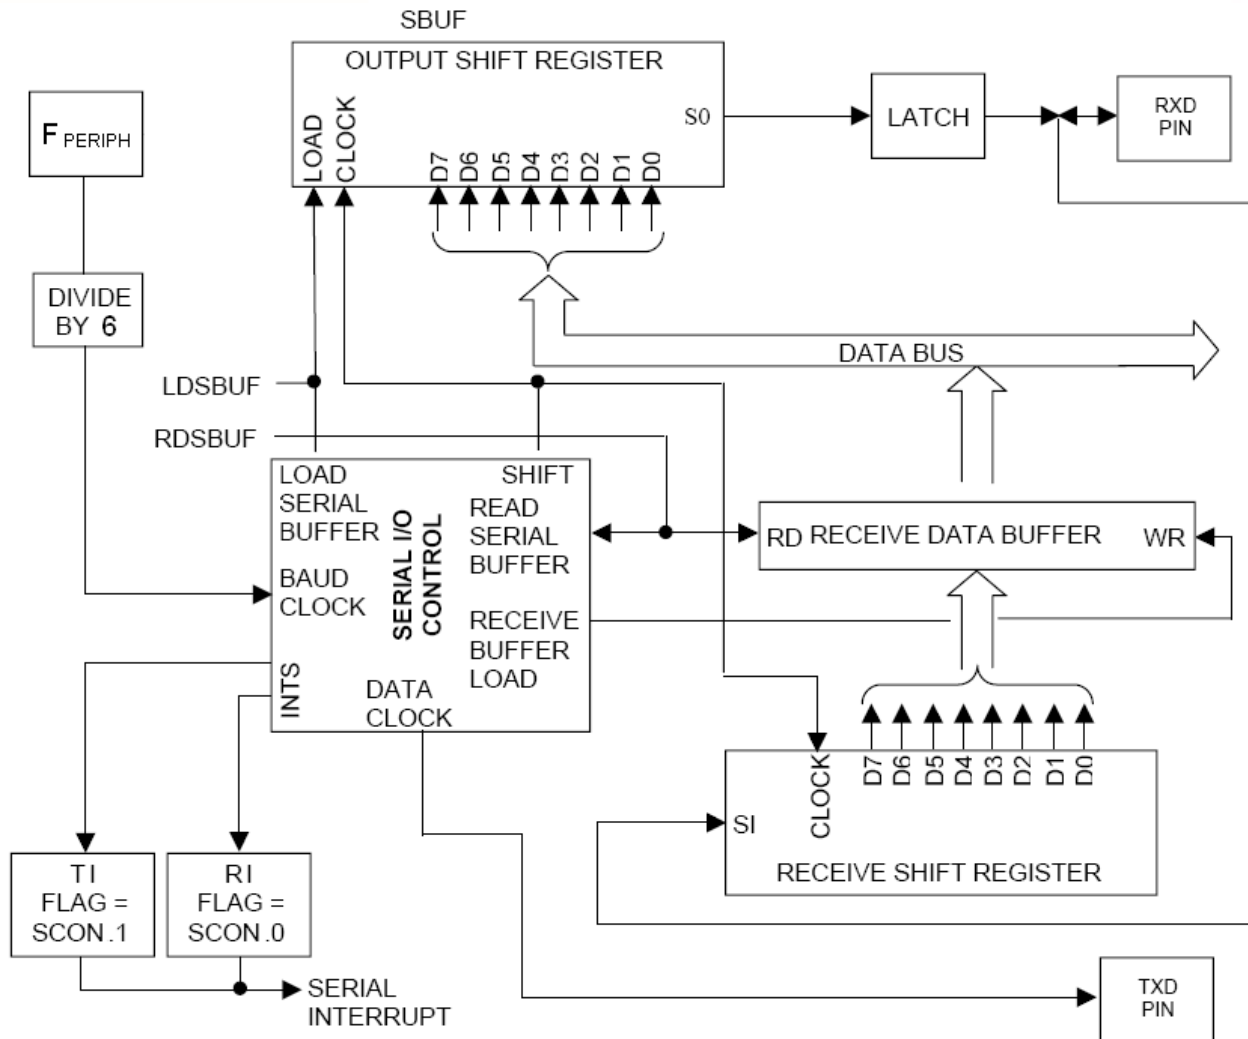 SBUF
OUTPUT SHIFT REGISTER
LOAD
CLOCK
D7
D6
D5
D4
D3
D2
D1
D0
S0
LATCH
RXD
PIN
F PERIPH
DIVIDE
BY 6
DATA BUS
LDSBUF
RDSBUF
LOAD
SERIAL
BUFFER
SHIFT
READ
SERIAL
BUFFER
SERIAL I/O
CONTROL
BAUD
CLOCK
RECEIVE
BUFFER
LOAD
INTS
DATA
CLOCK
RD RECEIVE DATA BUFFER WR
CLOCK
D7
D6
D5
D4
D3
D2
D1
D0
SI
RECEIVE SHIFT REGISTER
TI
FLAG =
SCON.1
RI
FLAG =
SCON.0
SERIAL
INTERRUPT
TXD
PIN